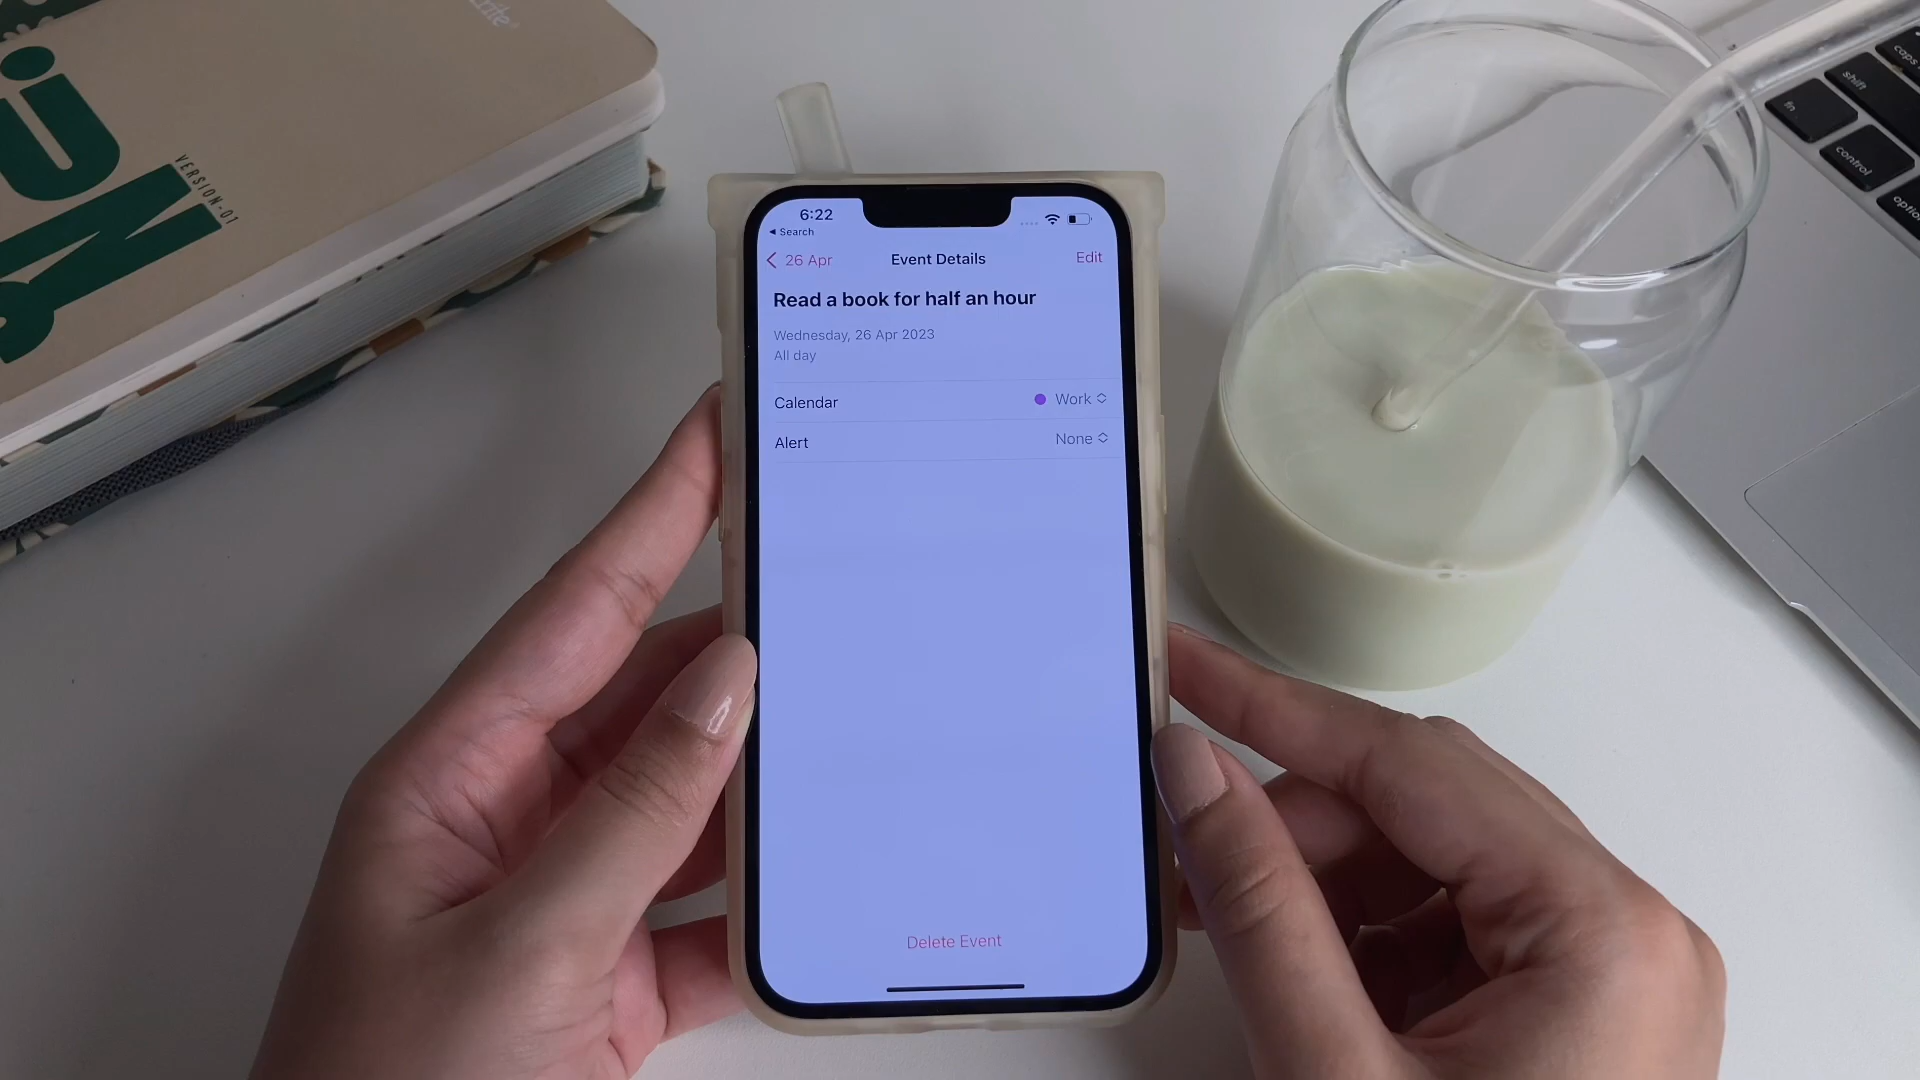 VERSION-01
6:22
Search
26 Apr
Event Details
Edit
Read a book for half an hour
Wednesday, 26 Apr 2023
All day
Calendar
Work
Alert
None
Delete Event
caps
shift
fn
control